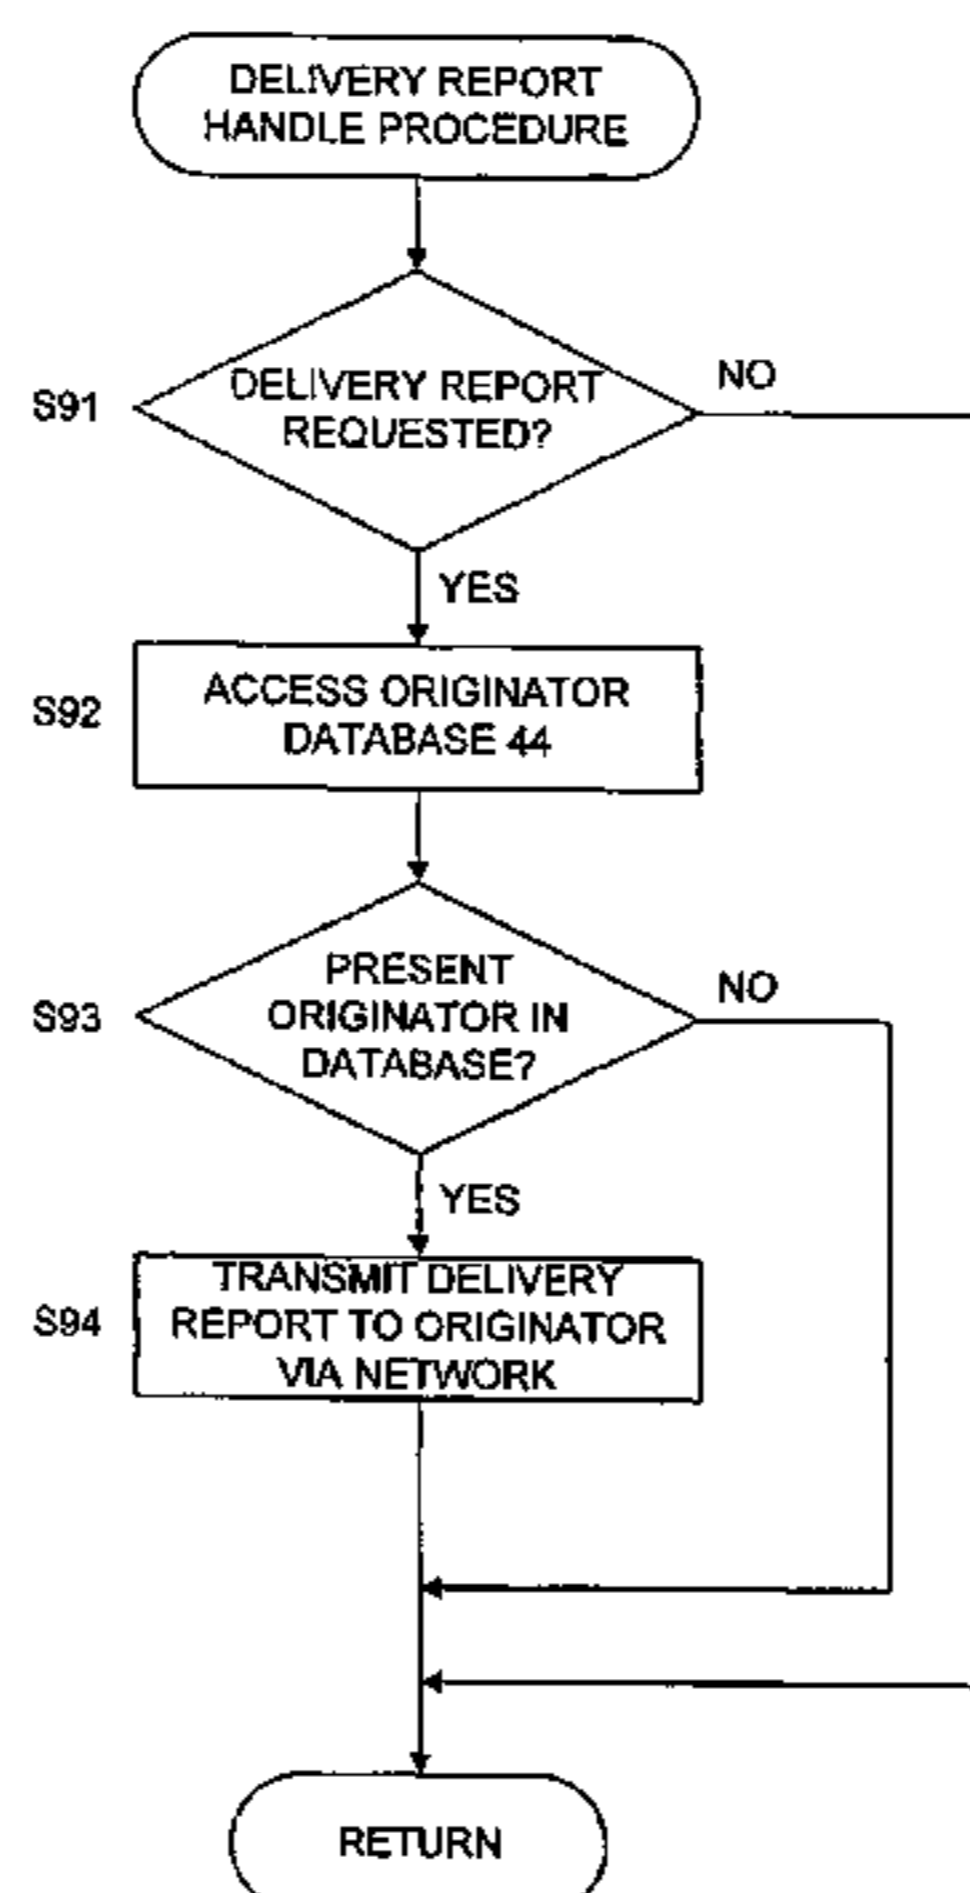 DELIVERY REPORT
HANDLE PROCEDURE
S91
DELIVERY REPORT
REQUESTED?
NO
YES
S92
ACCESS ORIGINATOR
DATABASE 44
S93
PRESENT
ORIGINATOR IN
DATABASE?
NO
YES
S94
TRANSMIT DELIVERY
REPORT TO ORIGINATOR
VIA NETWORK
RETURN